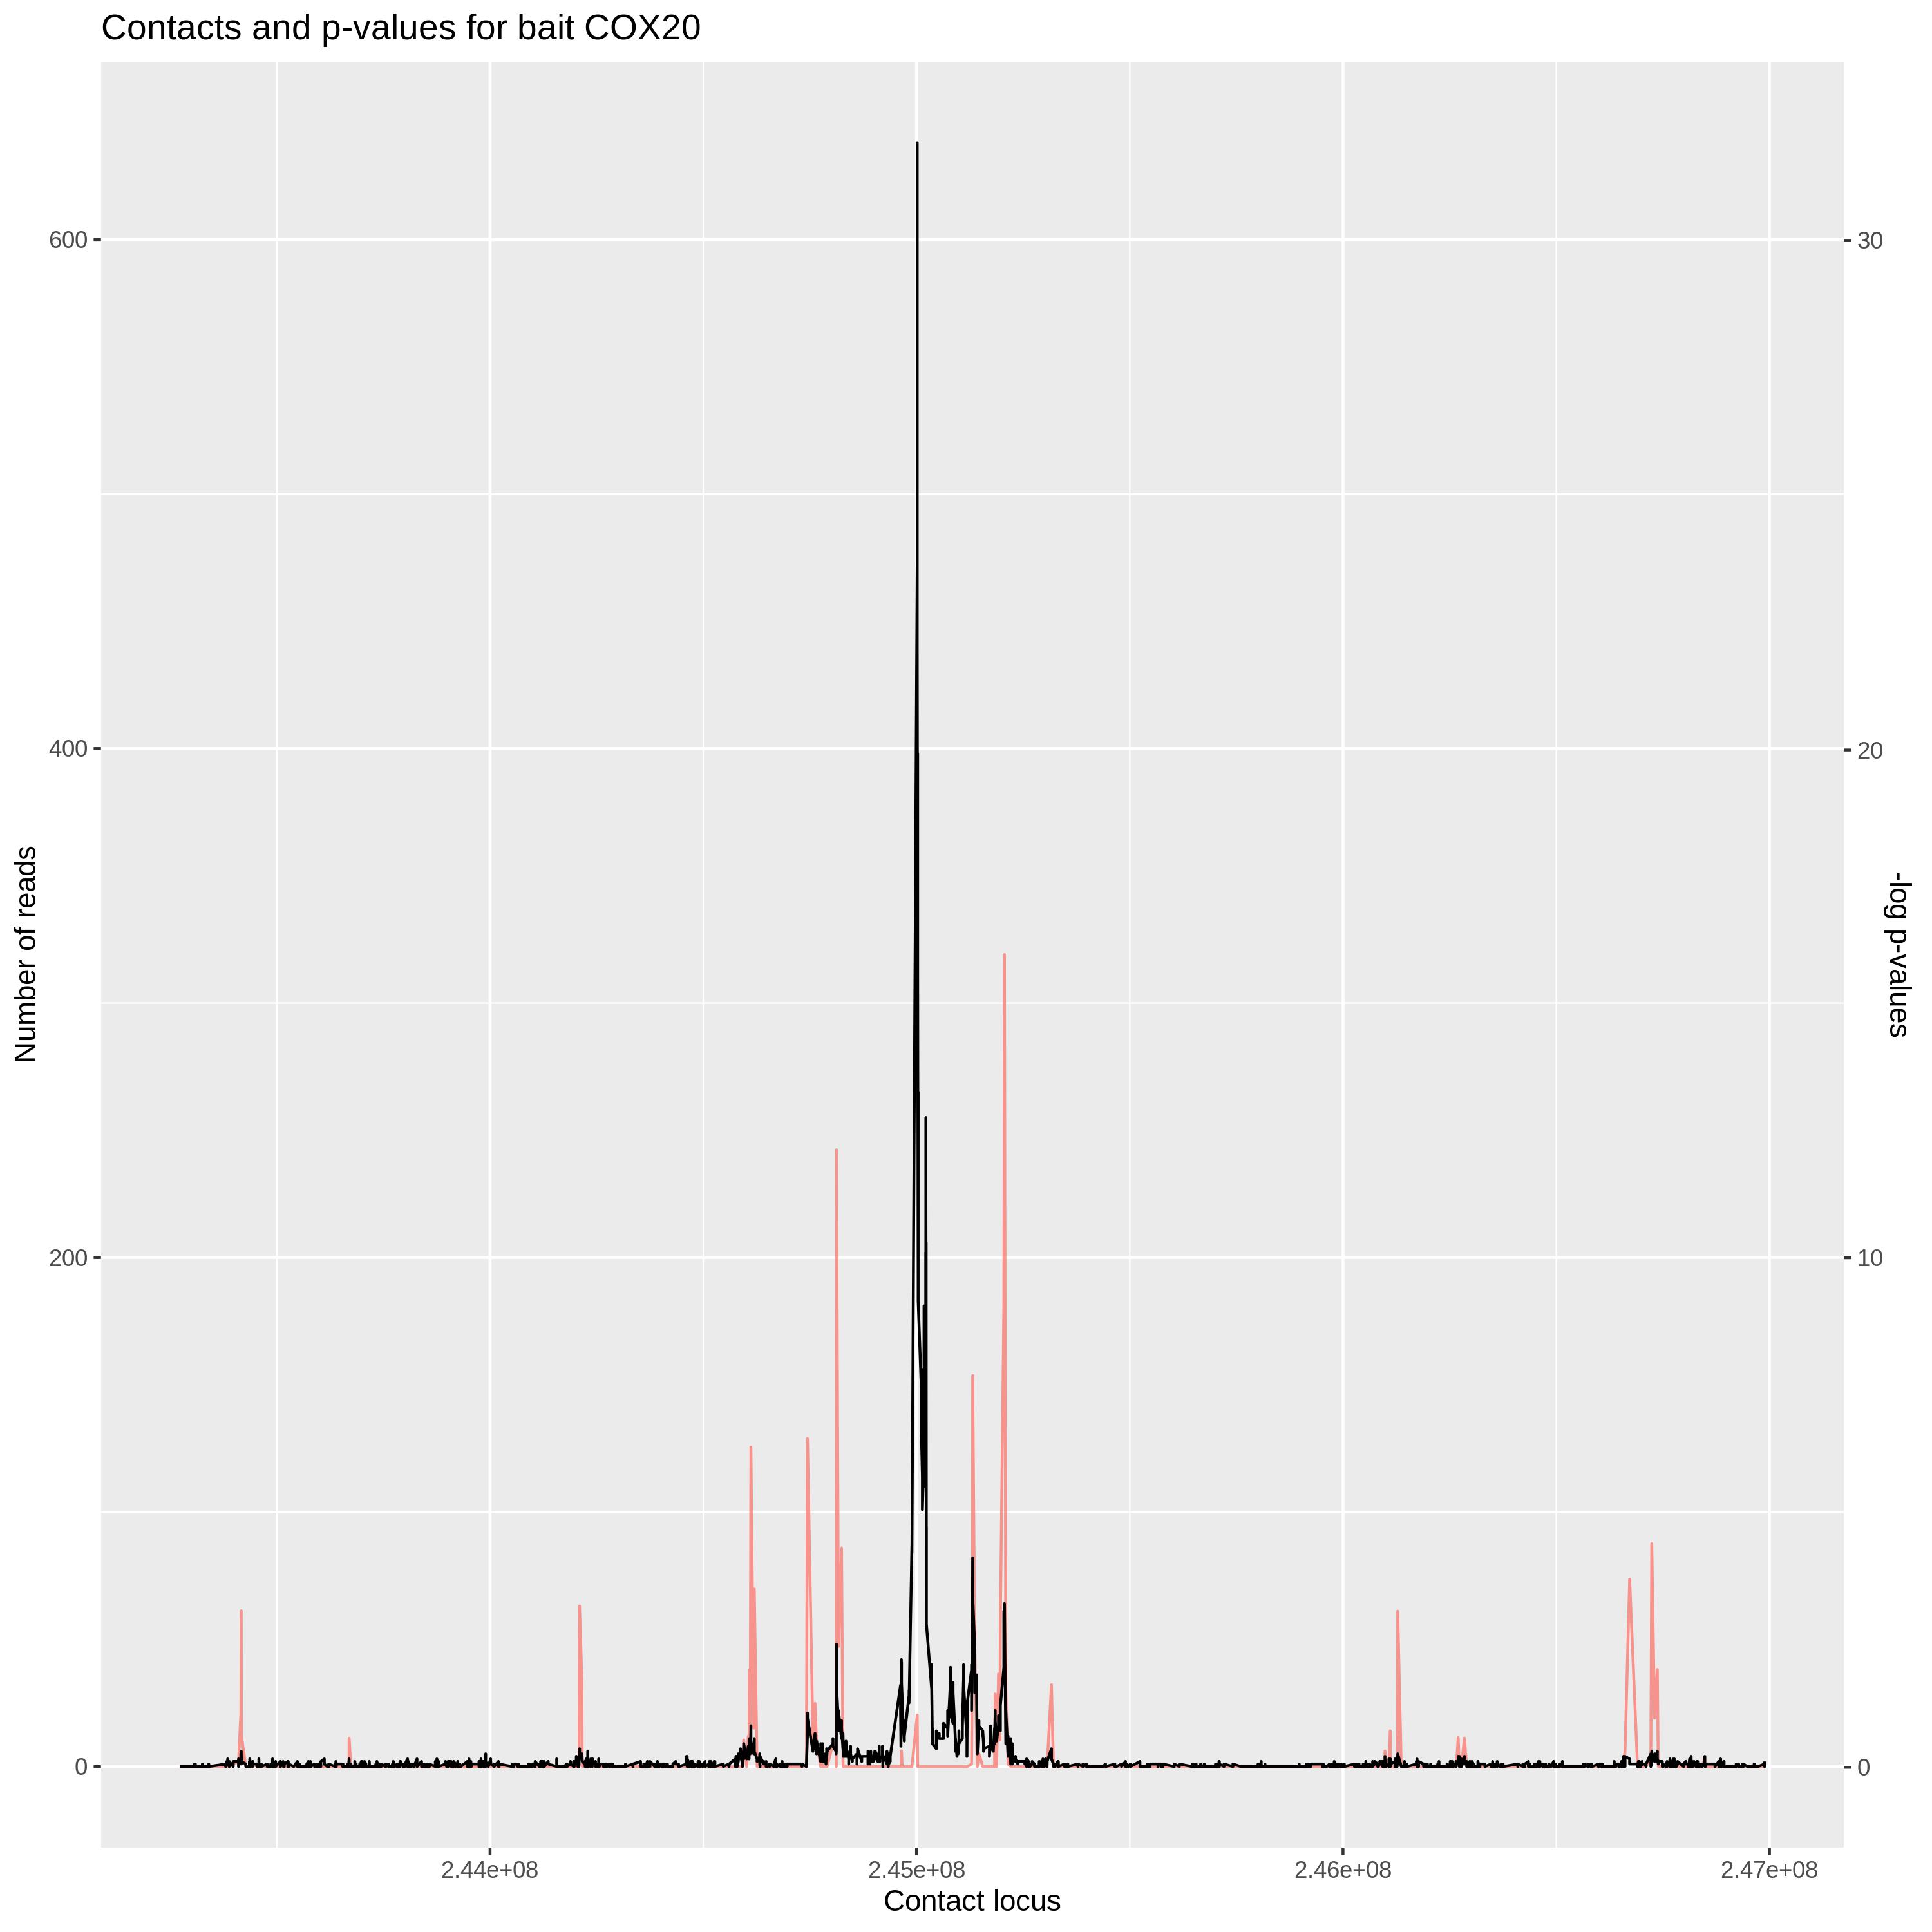 Contacts and p-values for bait COX20
600
400
200
0
30
20
10
0
Number of reads
-log p-values
2.44e+08 2.45e+08 2.46e+08 2.47e+08
Contact locus